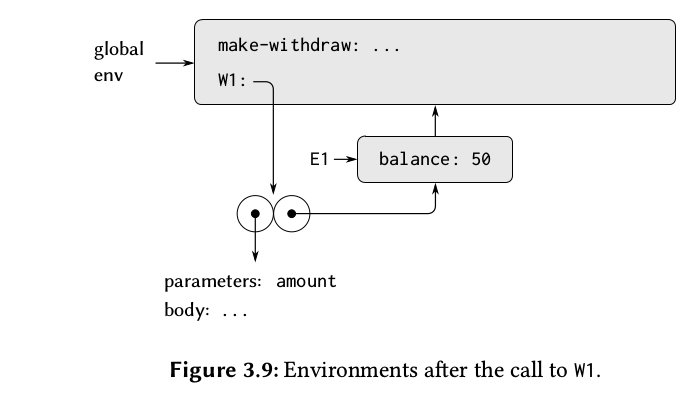 global
env
make-withdraw: ...
W1:
E1
balance: 50
parameters: amount
body: ...
Figure 3.9: Environments after the call to W1.